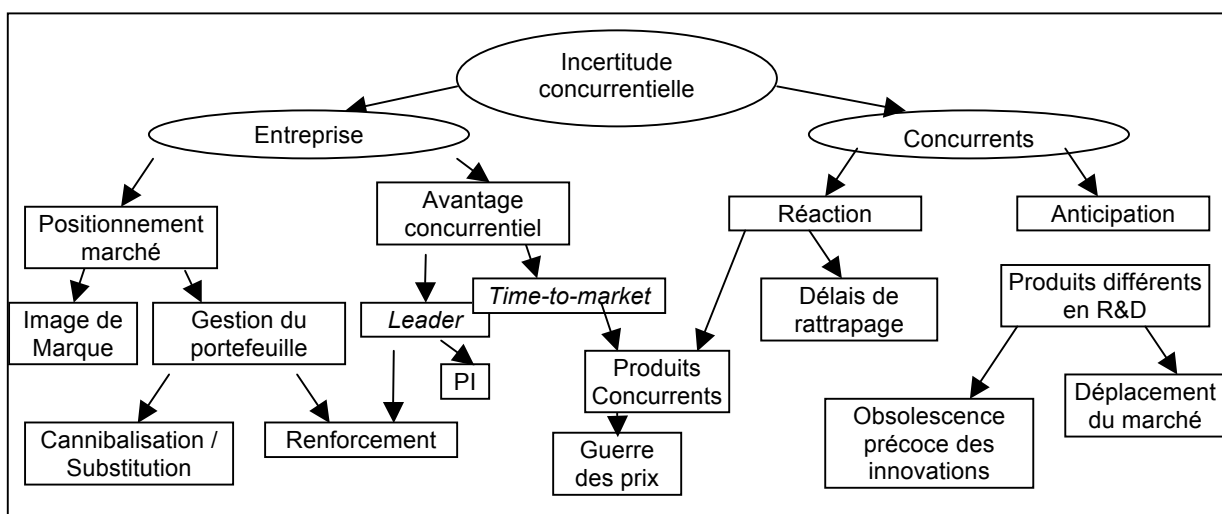 Incertitude
concurrentielle
Entreprise
Concurrents
Positionnement
marché
Avantage
concurrentiel
Réaction
Anticipation
Image de
Marque
Gestion du
portefeuille
Leader
Time-to-market
PI
Produits
Concurrents
Délais de
rattrapage
Produits différents
en R&D
Cannibalisation /
Substitution
Renforcement
Guerre
des prix
Obsolescence
précoce des
innovations
Déplacement
du marché